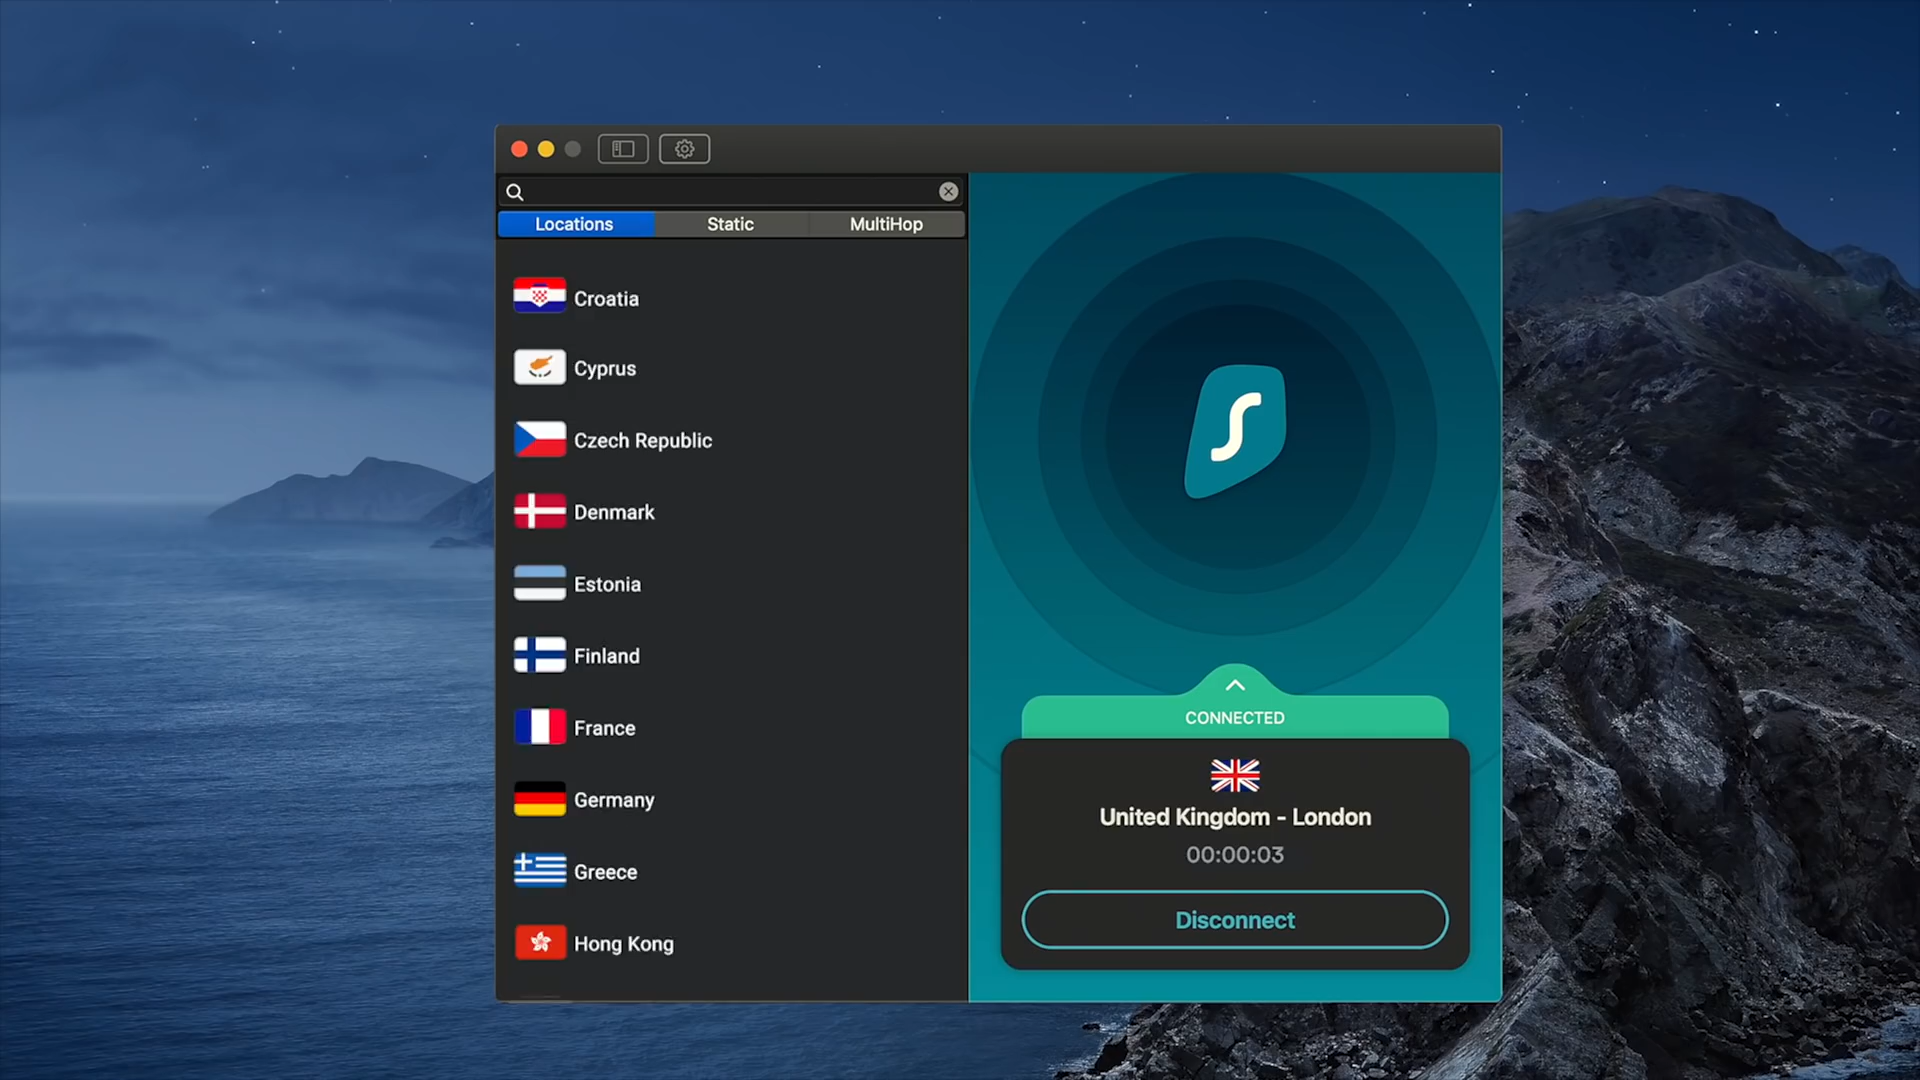 Locations Static MultiHop
Croatia
Cyprus
Czech Republic
Denmark
Estonia
Finland
France
Germany
Greece
Hong Kong
CONNECTED
United Kingdom - London
00:00:03
Disconnect